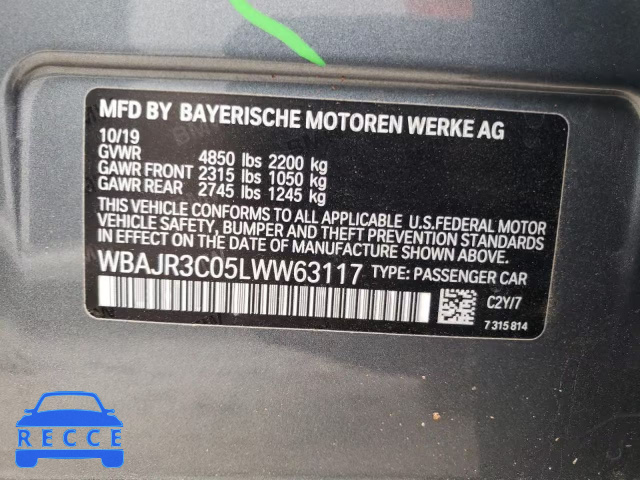 MFD BY BAYERISCHE MOTOREN WERKE AG
10/19
GVWR 4850 lbs 2200 kg
GAWR FRONT 2315 lbs 1050 kg
GAWR REAR 2745 lbs 1245 kg
THIS VEHICLE CONFORMS TO ALL APPLICABLE U.S.FEDERAL MOTOR
VEHICLE SAFETY, BUMPER AND THEFT PREVENTION STANDARDS
IN EFFECT ON THE DATE OF MANUFACTURE SHOWN ABOVE.
WBAJR3C05LWW63117 TYPE: PASSENGER CAR
C2Y/7
7 315 814
RECCE